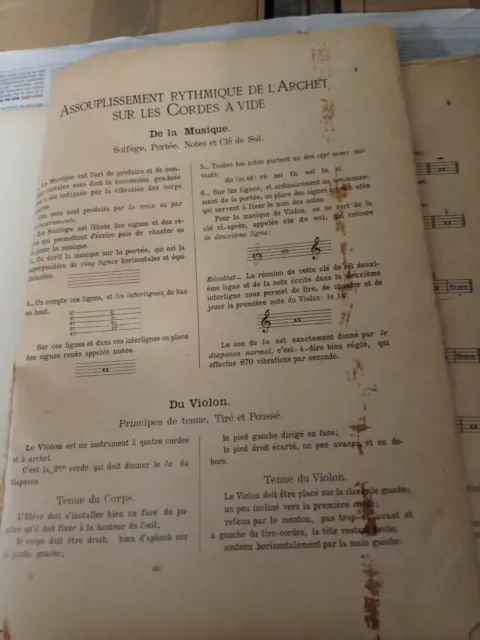 ASSOUPLISSEMENT RYTHMIQUE DE L'ARCHET
SUR LES CORDES À VIDE
De la Musique.
Solfège, Portée, Notes et Clé de Sol.
La Musique est l'art de produire et de com-
certains sons dont la succession graduée
indiquées par la vibration des corps
sons sont produits par la voix ou par
instruments.
Le Solfège est l'étude des signes et des rè-
qui permettent d'écrire puis de chanter ou
jouer la musique.
On écrit la musique sur la portée, qui est la
superposition de cinq lignes horizontales et équi-
distantes.
4_ On compte ces lignes, et les interlignes, de bas
en haut.
Sur ces lignes et dans ces interlignes on place
des signes ronds appelés notes.
5_ Toutes les notes portent un des sept noms sui-
vants:
do (ou ut) ré mi fa sol la si
6_ Sur les lignes, et ordinairement au commence-
ment de la portée, on place des signes clés
qui servent à fixer le nom des notes
Pour la musique de Violon, on se sert de la
clé ci-après, appelée clé de sol, qui entoure
la deuxième ligne:
Résultat_ La réunion de cette clé de sol deuxiè-
me ligne et de la note écrite dans le deuxième
interligne nous permet de lire, de chanter et de
jouer la première note du Violon: le la:
Le son du la est exactement donné par le
diapason normal, c'est-à-dire bien réglé, qui
effectue 870 vibrations par seconde.
Du Violon.
Principes de tenue, Tiré et Poussé.
Le Violon est un instrument à quatre cordes
et à archet.
C'est la 2me corde qui doit donner le la du
diapason
Tenue du Corps.
L'Elève doit s'installer bien en face du pu-
pitre qu'il doit fixer à la hauteur de l'œil;
le corps doit être droit, bien d'aplomb sur
la jambe gauche;
le pied gauche dirigé en face;
le pied droit écarté, un peu avancé et en de-
hors.
Tenue du Violon.
Le Violon doit être placé sur la clavicule gauche;
un peu incliné vers la première corde;
retenu par le menton, pas trop en avant et
à gauche du tire-cordes, la tête restant droite;
soutenu horizontalement par la main gauche.